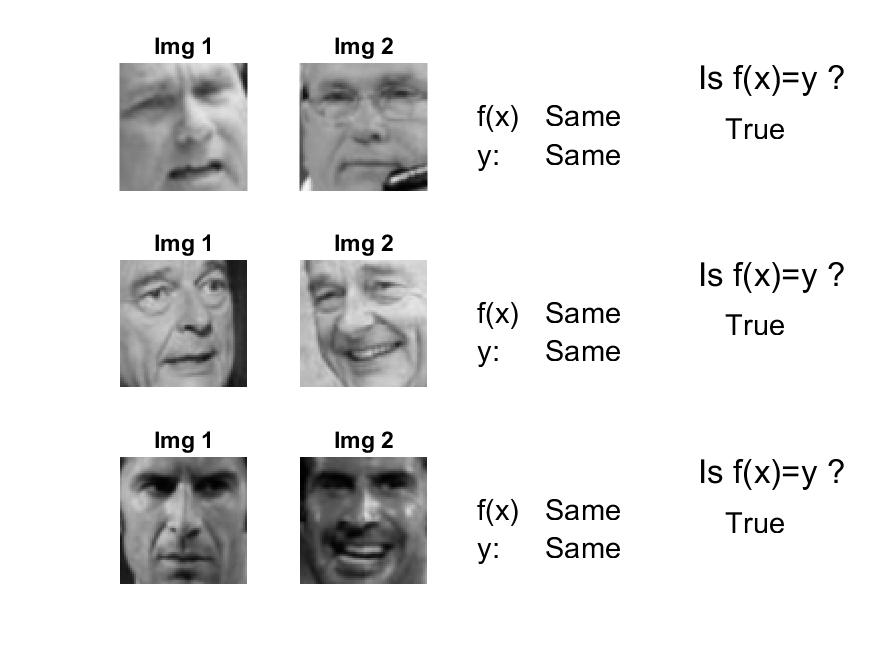 Img 1 Img 2
Is f(x)=y ?
f(x) Same
True
y: Same
Img 1 Img 2
Is f(x)=y ?
f(x) Same
True
y: Same
Img 1 Img 2
Is f(x)=y ?
f(x) Same
True
y: Same